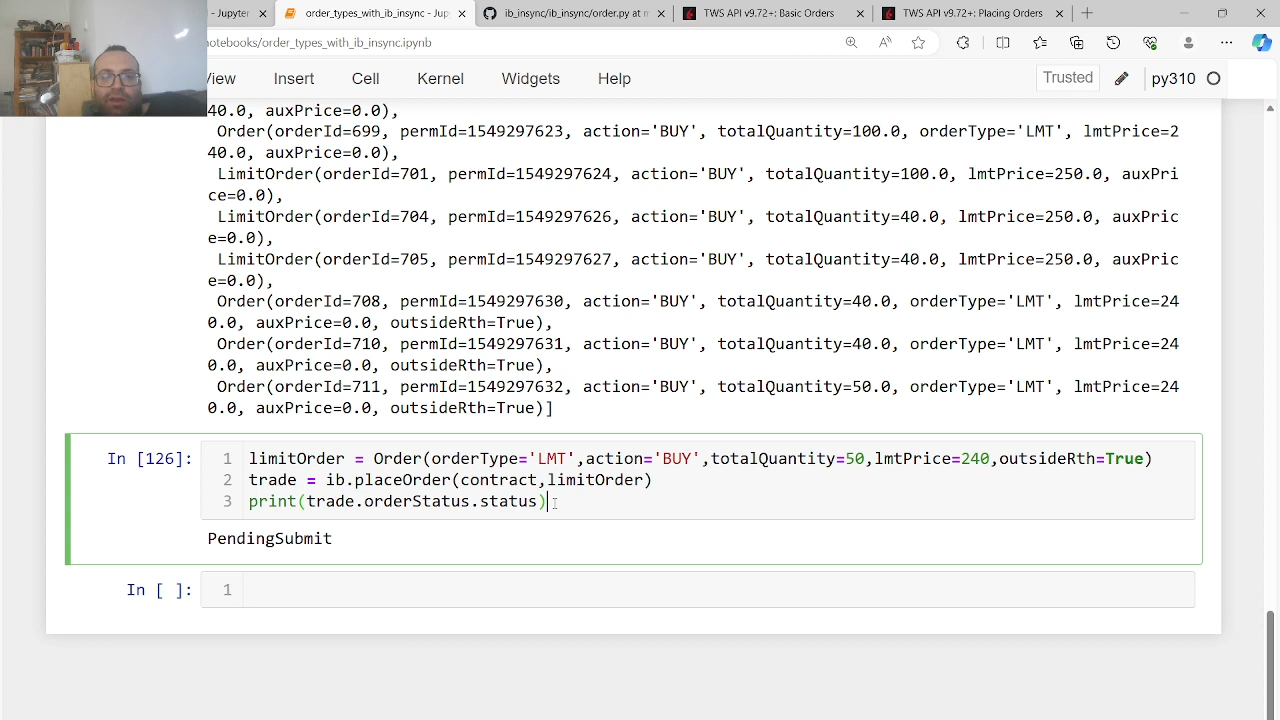 - Jupyter
order_types_with_ib_insync - Jup
ib_insync/ib_insync/order.py at m
TWS API v9.72+: Basic Orders
TWS API v9.72+: Placing Orders
notebooks/order_types_with_ib_insync.ipynb
View Insert Cell Kernel Widgets Help Trusted py310
40.0, auxPrice=0.0),
Order(orderId=699, permId=1549297623, action='BUY', totalQuantity=100.0, orderType='LMT', lmtPrice=2
40.0, auxPrice=0.0),
LimitOrder(orderId=701, permId=1549297624, action='BUY', totalQuantity=100.0, lmtPrice=250.0, auxPri
ce=0.0),
LimitOrder(orderId=704, permId=1549297626, action='BUY', totalQuantity=40.0, lmtPrice=250.0, auxPric
e=0.0),
LimitOrder(orderId=705, permId=1549297627, action='BUY', totalQuantity=40.0, lmtPrice=250.0, auxPric
e=0.0),
Order(orderId=708, permId=1549297630, action='BUY', totalQuantity=40.0, orderType='LMT', lmtPrice=24
0.0, auxPrice=0.0, outsideRth=True),
Order(orderId=710, permId=1549297631, action='BUY', totalQuantity=40.0, orderType='LMT', lmtPrice=24
0.0, auxPrice=0.0, outsideRth=True),
Order(orderId=711, permId=1549297632, action='BUY', totalQuantity=50.0, orderType='LMT', lmtPrice=24
0.0, auxPrice=0.0, outsideRth=True)]
In [126]: 1 limitOrder = Order(orderType='LMT',action='BUY',totalQuantity=50,lmtPrice=240,outsideRth=True)
2 trade = ib.placeOrder(contract,limitOrder)
3 print(trade.orderStatus.status)
PendingSubmit
In [ ]: 1